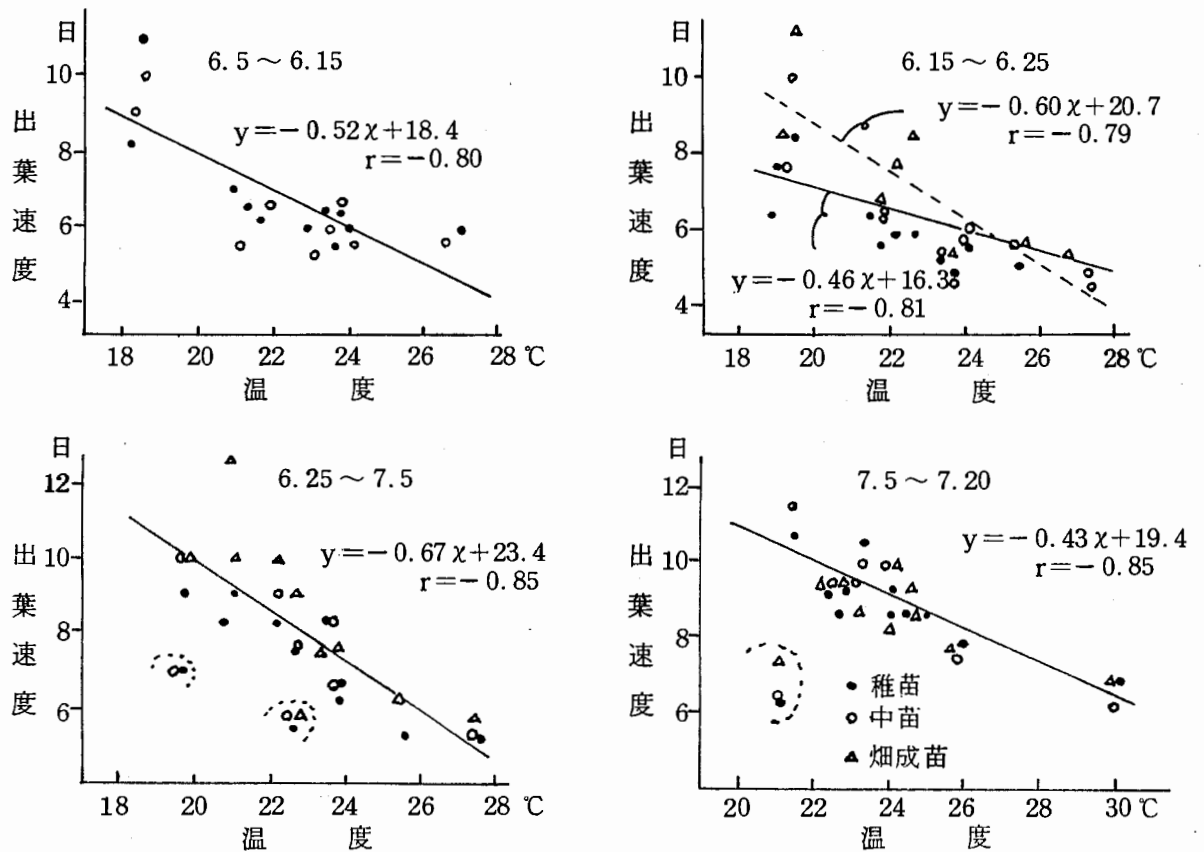 日
10
8
6
4
出葉速度
6.5～6.15
y=−0.52χ+18.4
r=−0.80
18 20 22 24 26 28 ℃
温 度
日
10
8
6
4
出葉速度
6.15～6.25
y=−0.60χ+20.7
r=−0.79
y=−0.46χ+16.3
r=−0.81
18 20 22 24 26 28 ℃
温 度
日
12
10
8
6
出葉速度
6.25～7.5
y=−0.67χ+23.4
r=−0.85
18 20 22 24 26 28 ℃
温 度
日
12
10
8
6
出葉速度
7.5～7.20
y=−0.43χ+19.4
r=−0.85
稚苗
中苗
畑成苗
20 22 24 26 28 30 ℃
温 度